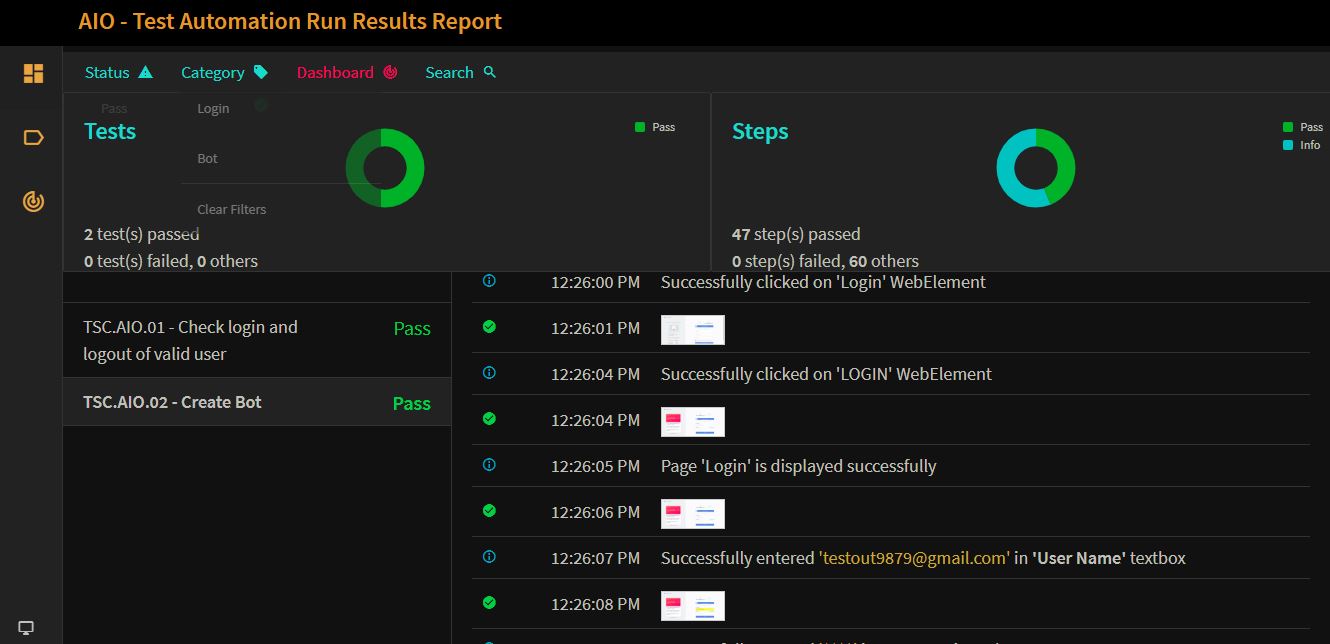 AIO - Test Automation Run Results Report
Status
Category
Dashboard
Search
Pass
Login
Bot
Clear Filters
Tests
Pass
2 test(s) passed
0 test(s) failed, 0 others
Steps
Pass
Info
47 step(s) passed
0 step(s) failed, 60 others
TSC.AIO.01 - Check login and
logout of valid user
Pass
TSC.AIO.02 - Create Bot
Pass
12:26:00 PM Successfully clicked on 'Login' WebElement
12:26:01 PM
12:26:04 PM Successfully clicked on 'LOGIN' WebElement
12:26:04 PM
12:26:05 PM Page 'Login' is displayed successfully
12:26:06 PM
12:26:07 PM Successfully entered 'testout9879@gmail.com' in 'User Name' textbox
12:26:08 PM